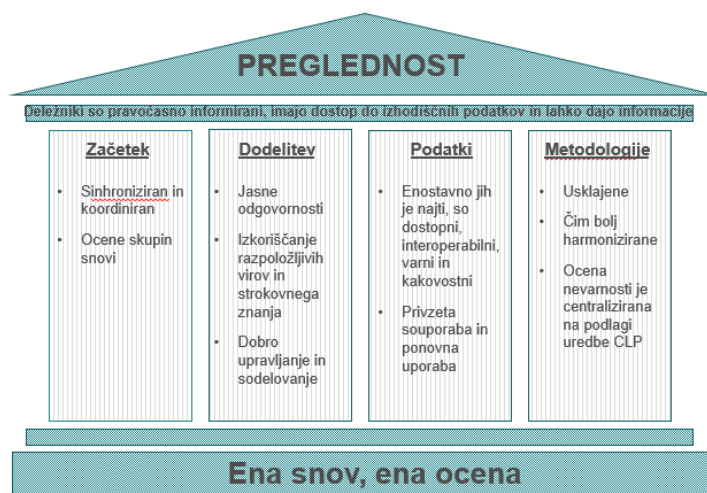 PREGLEDNOST
Deležniki so pravočasno informirani, imajo dostop do izhodiščnih podatkov in lahko dajo informacije
Začetek
• Sinhroniziran in
koordiniran
• Ocene skupin
snovi
Dodelitev
• Jasne
odgovornosti
• Izkoriščanje
razpoložljivih
virov in
strokovnega
znanja
• Dobro
upravljanje in
sodelovanje
Podatki
• Enostavno jih
je najti, so
dostopni,
interoperabilni,
varni in
kakovostni
• Privzeta
souporaba in
ponovna
uporaba
Metodologije
• Usklajene
• Čim bolj
harmonizirane
• Ocena
nevarnosti je
centralizirana
na podlagi
uredbe CLP
Ena snov, ena ocena